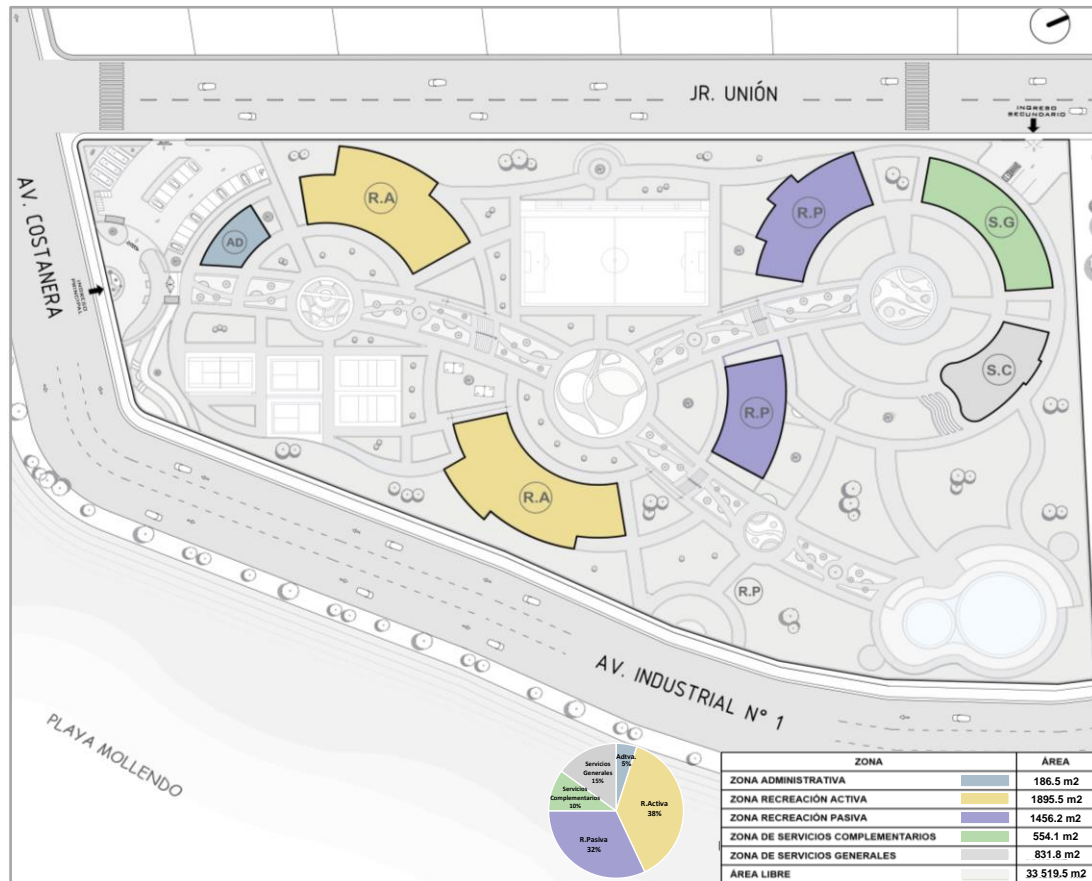 JR. UNIÓN
INGRESO
SECUNDARIO
AV. COSTANERA
INGRESO
PRINCIPAL
AD
R.A
R.P
S.G
S.C
R.P
R.A
R.P
AV. INDUSTRIAL N° 1
PLAYA MOLLENDO
Adtva.
5%
R.Activa
38%
R.Pasiva
32%
Servicios
Complementarios
10%
Servicios
Generales
15%
ZONA ÁREA
ZONA ADMINISTRATIVA 186.5 m2
ZONA RECREACIÓN ACTIVA 1895.5 m2
ZONA RECREACIÓN PASIVA 1456.2 m2
ZONA DE SERVICIOS COMPLEMENTARIOS 554.1 m2
ZONA DE SERVICIOS GENERALES 831.8 m2
ÁREA LIBRE 33 519.5 m2